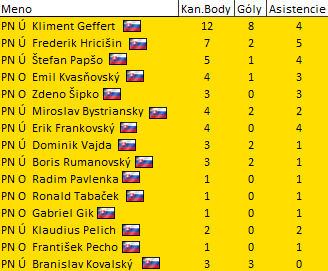 Meno Kan.Body Góly Asistencie
PN Ú Kliment Geffert 12 8 4
PN Ú Frederik Hricišin 7 2 5
PN Ú Štefan Papšo 5 1 4
PN O Emil Kvasňovský 4 1 3
PN O Zdeno Šipko 3 0 3
PN Ú Miroslav Bystriansky 4 2 2
PN Ú Erik Frankovský 4 0 4
PN Ú Dominik Vajda 3 2 1
PN Ú Boris Rumanovský 3 2 1
PN O Radim Pavlenka 1 0 1
PN O Ronald Tabaček 1 0 1
PN O Gabriel Gik 1 0 1
PN Ú Klaudius Pelich 2 0 2
PN O František Pecho 1 0 1
PN Ú Branislav Kovalský 3 3 0